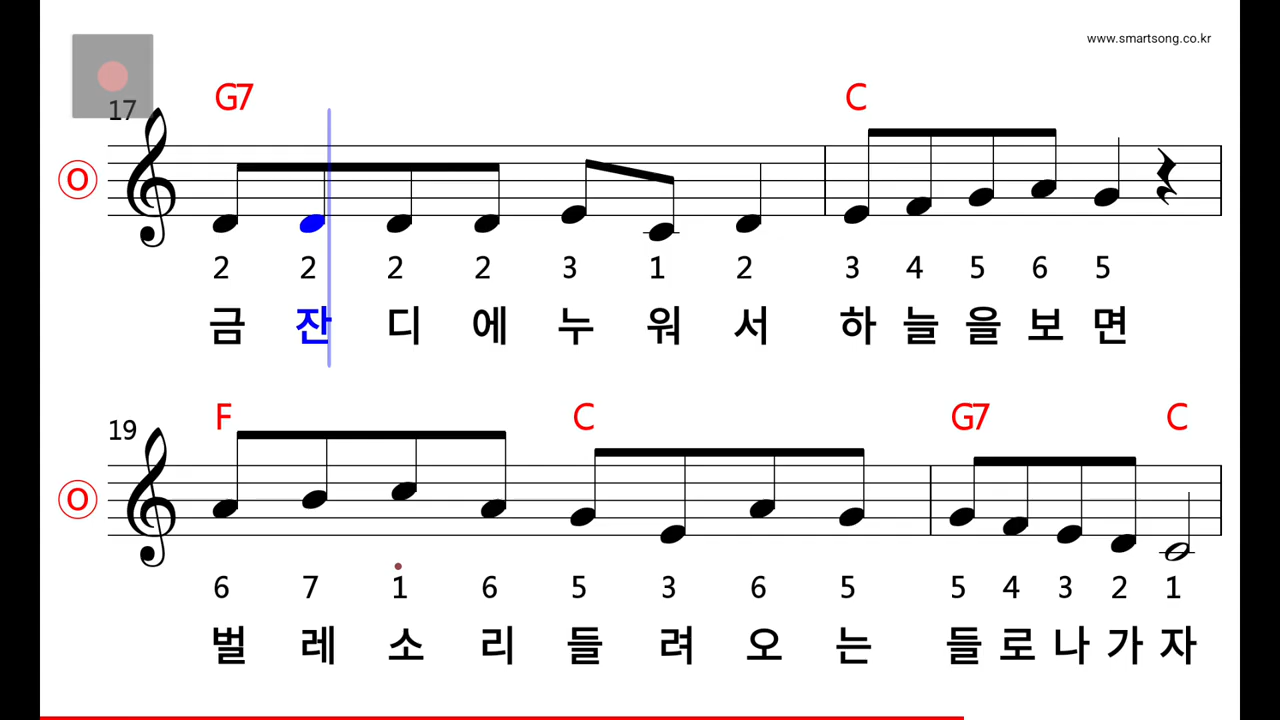 www.smartsong.co.kr
17 G7 C
O
2 2 2 2 3 1 2 3 4 5 6 5
금 잔 디 에 누 워 서 하 늘 을 보 면
19 F C G7 C
O
6 7 1 6 5 3 6 5 5 4 3 2 1
벌 레 소 리 들 려 오 는 들 로 나 가 자